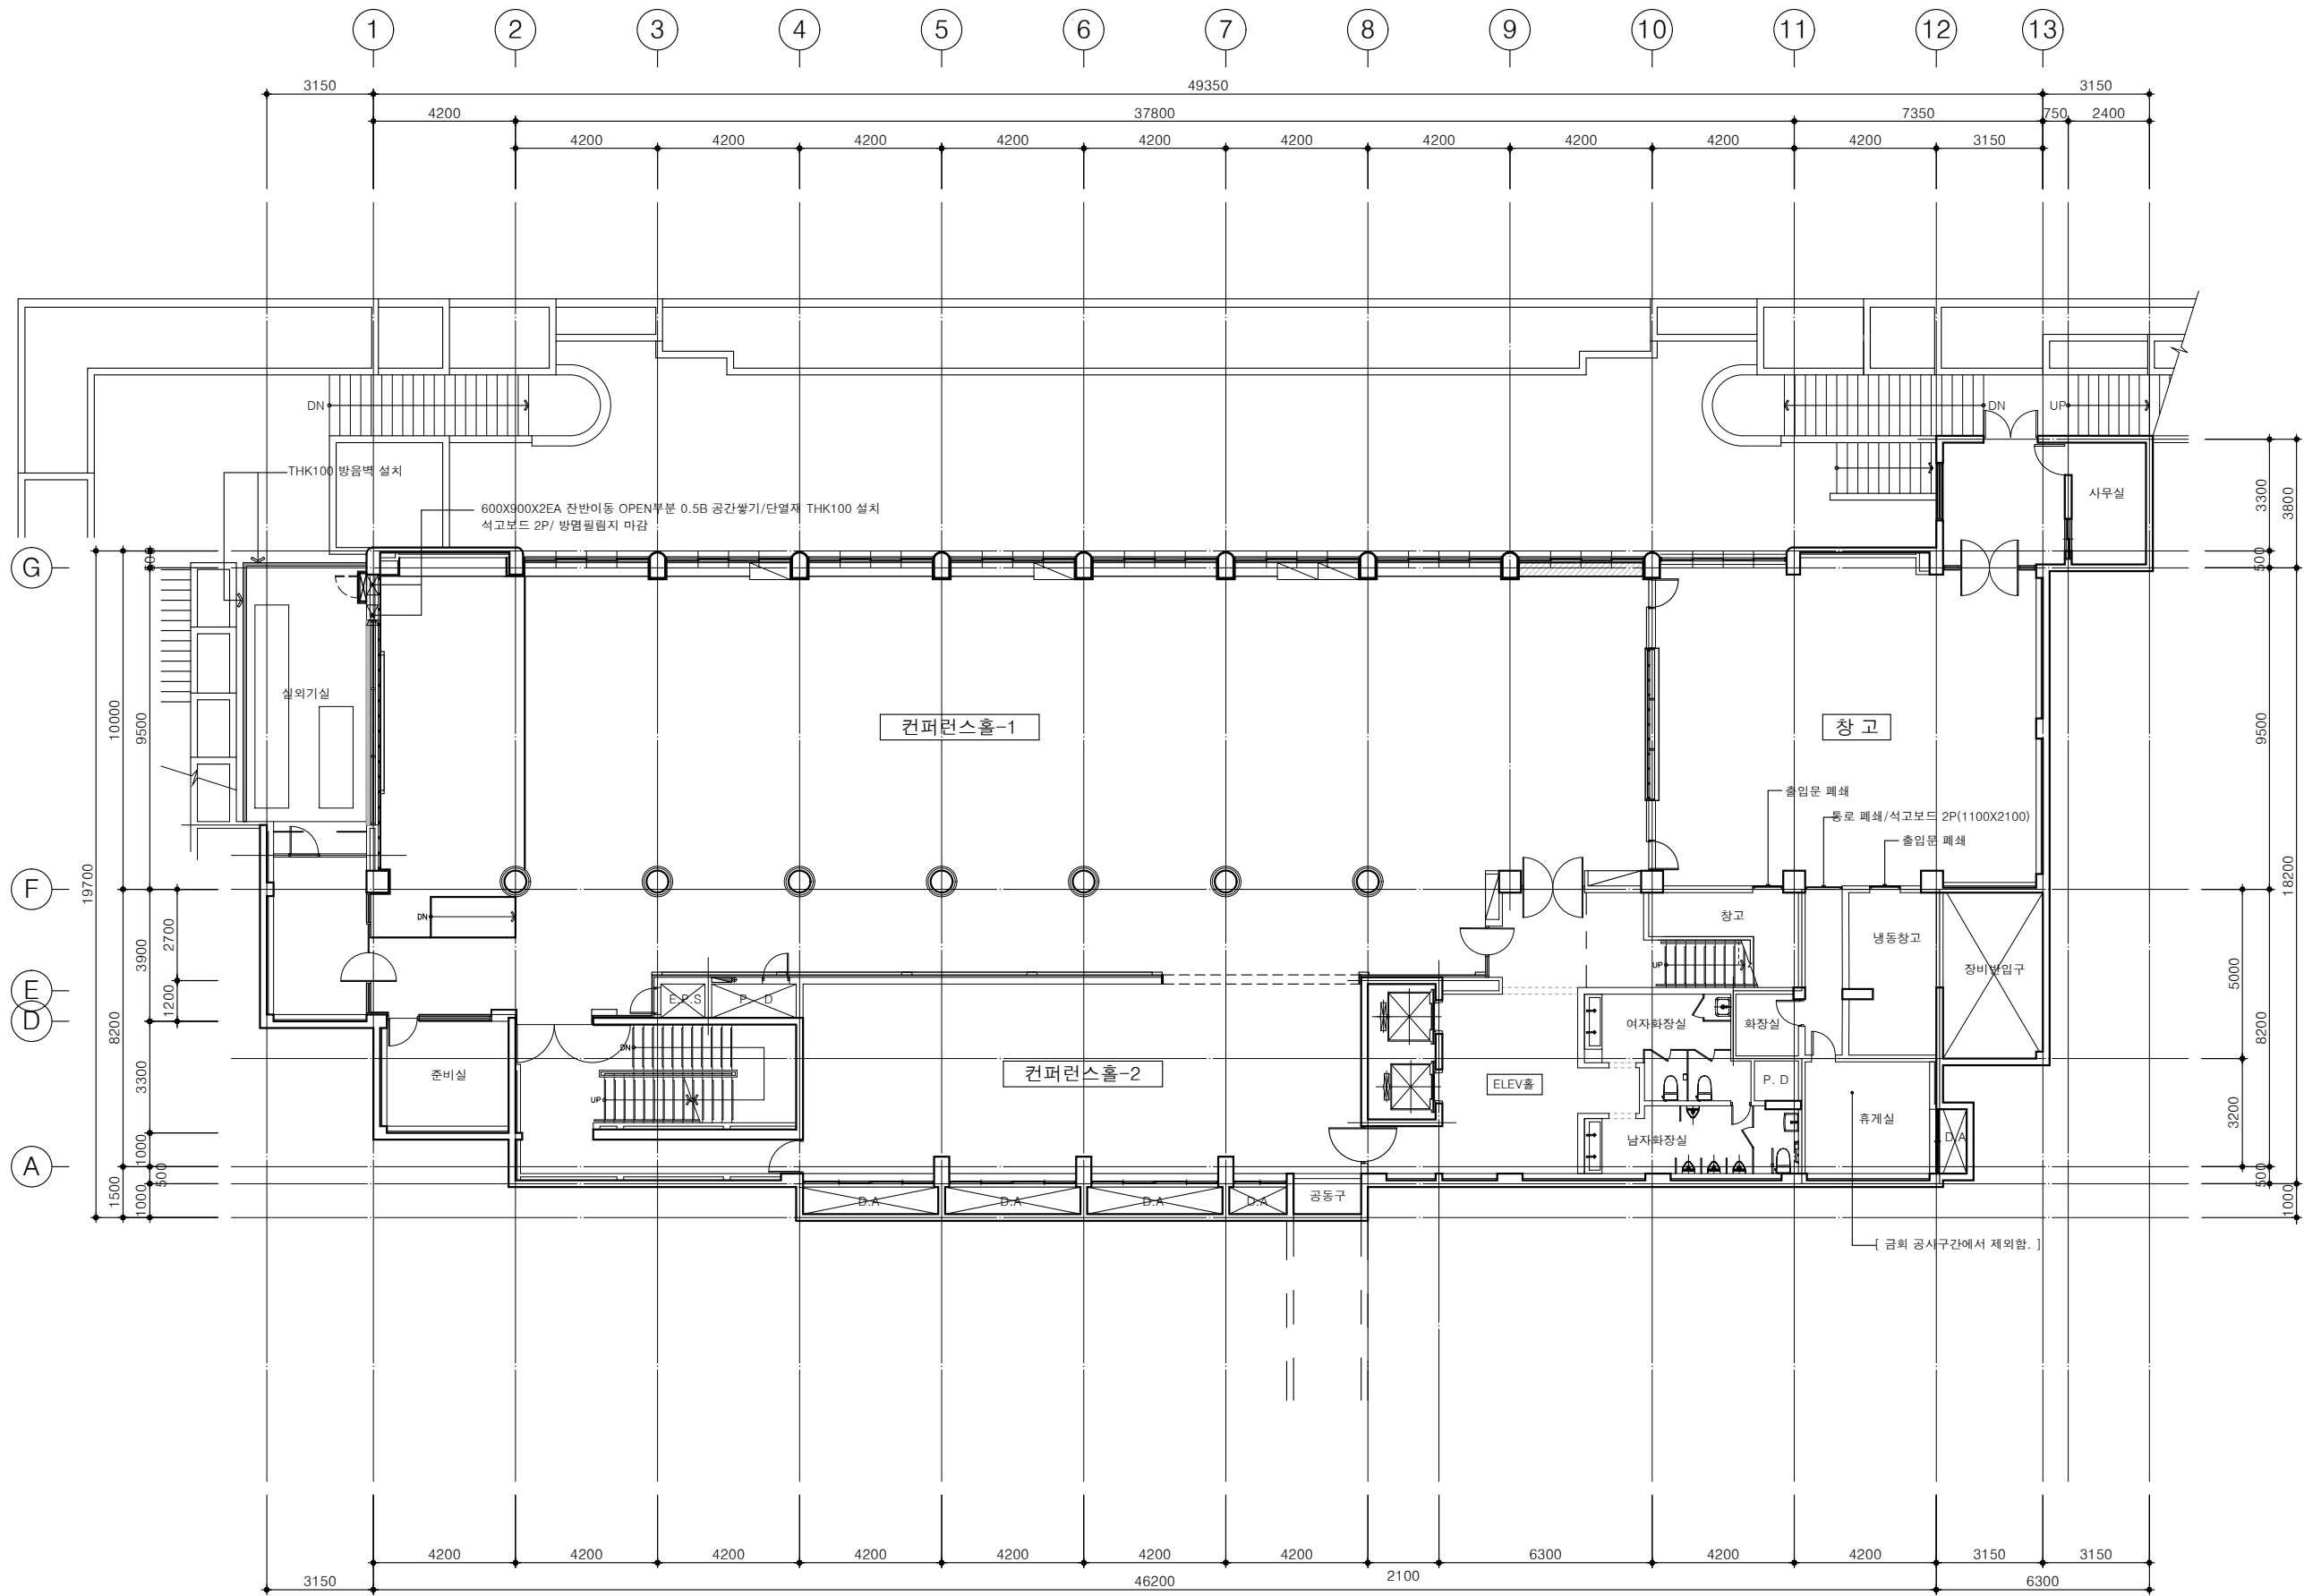 1 2 3 4 5 6 7 8 9 10 11 12 13
3150 49350 3150
4200 37800 7350 750 2400
4200 4200 4200 4200 4200 4200 4200 4200 4200 4200 3150
DN
DN
UP
THK100 방음벽 설치
600X900X2EA 잔반이동 OPEN부분 0.5B 공간쌓기/단열재 THK100 설치
석고보드 2P/ 방염필림지 마감
사무실
3300
3800
G
500
실외기실
컨퍼런스홀-1
창 고
10000
9500
9500
출입문 폐쇄
통로 폐쇄/석고보드 2P(1100X2100)
출입문 폐쇄
F
19700
18200
DN
창고
냉동창고
2700
3900
UP
장비반입구
5000
E
E.P.S
P. D
1200
D
여자화장실
화장실
8200
8200
DN
3300
준비실
컨퍼런스홀-2
ELEV홀
P. D
UP
휴게실
3200
1000
남자화장실
D.A
A
500
500
1500
1000
D.A
D.A
D.A
D.A
공동구
1000
[ 금회 공사구간에서 제외함. ]
4200 4200 4200 4200 4200 4200 4200 6300 4200 4200 3150 3150
3150 46200 2100 6300